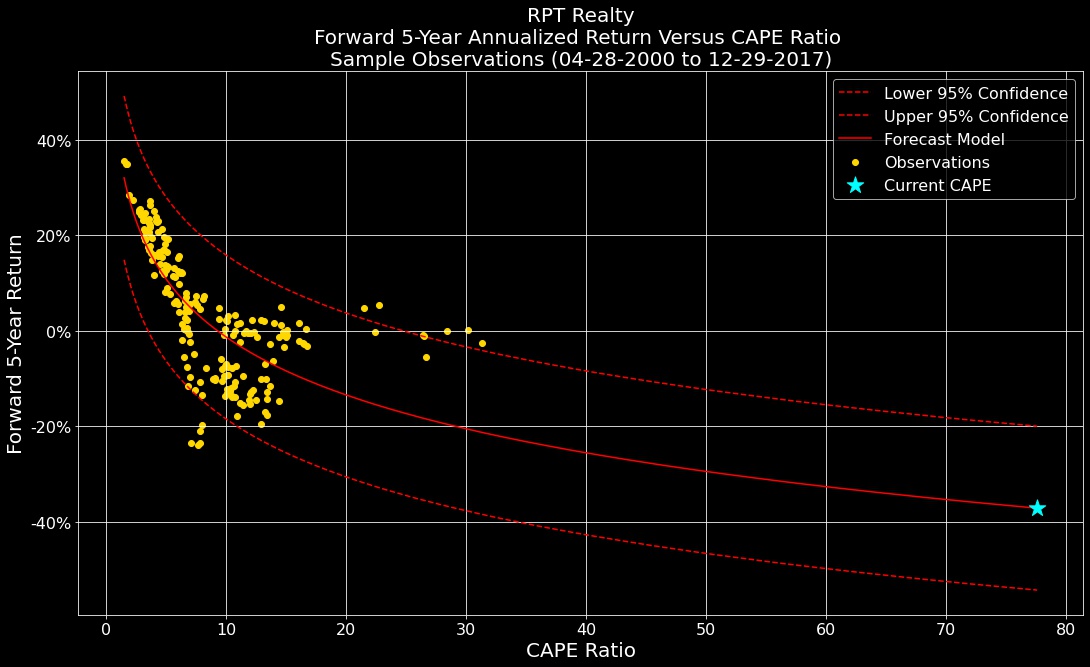 RPT Realty
Forward 5-Year Annualized Return Versus CAPE Ratio
Sample Observations (04-28-2000 to 12-29-2017)
Lower 95% Confidence
Upper 95% Confidence
Forecast Model
Observations
Current CAPE
Forward 5-Year Return
40%
20%
0%
-20%
-40%
0 10 20 30 40 50 60 70 80
CAPE Ratio